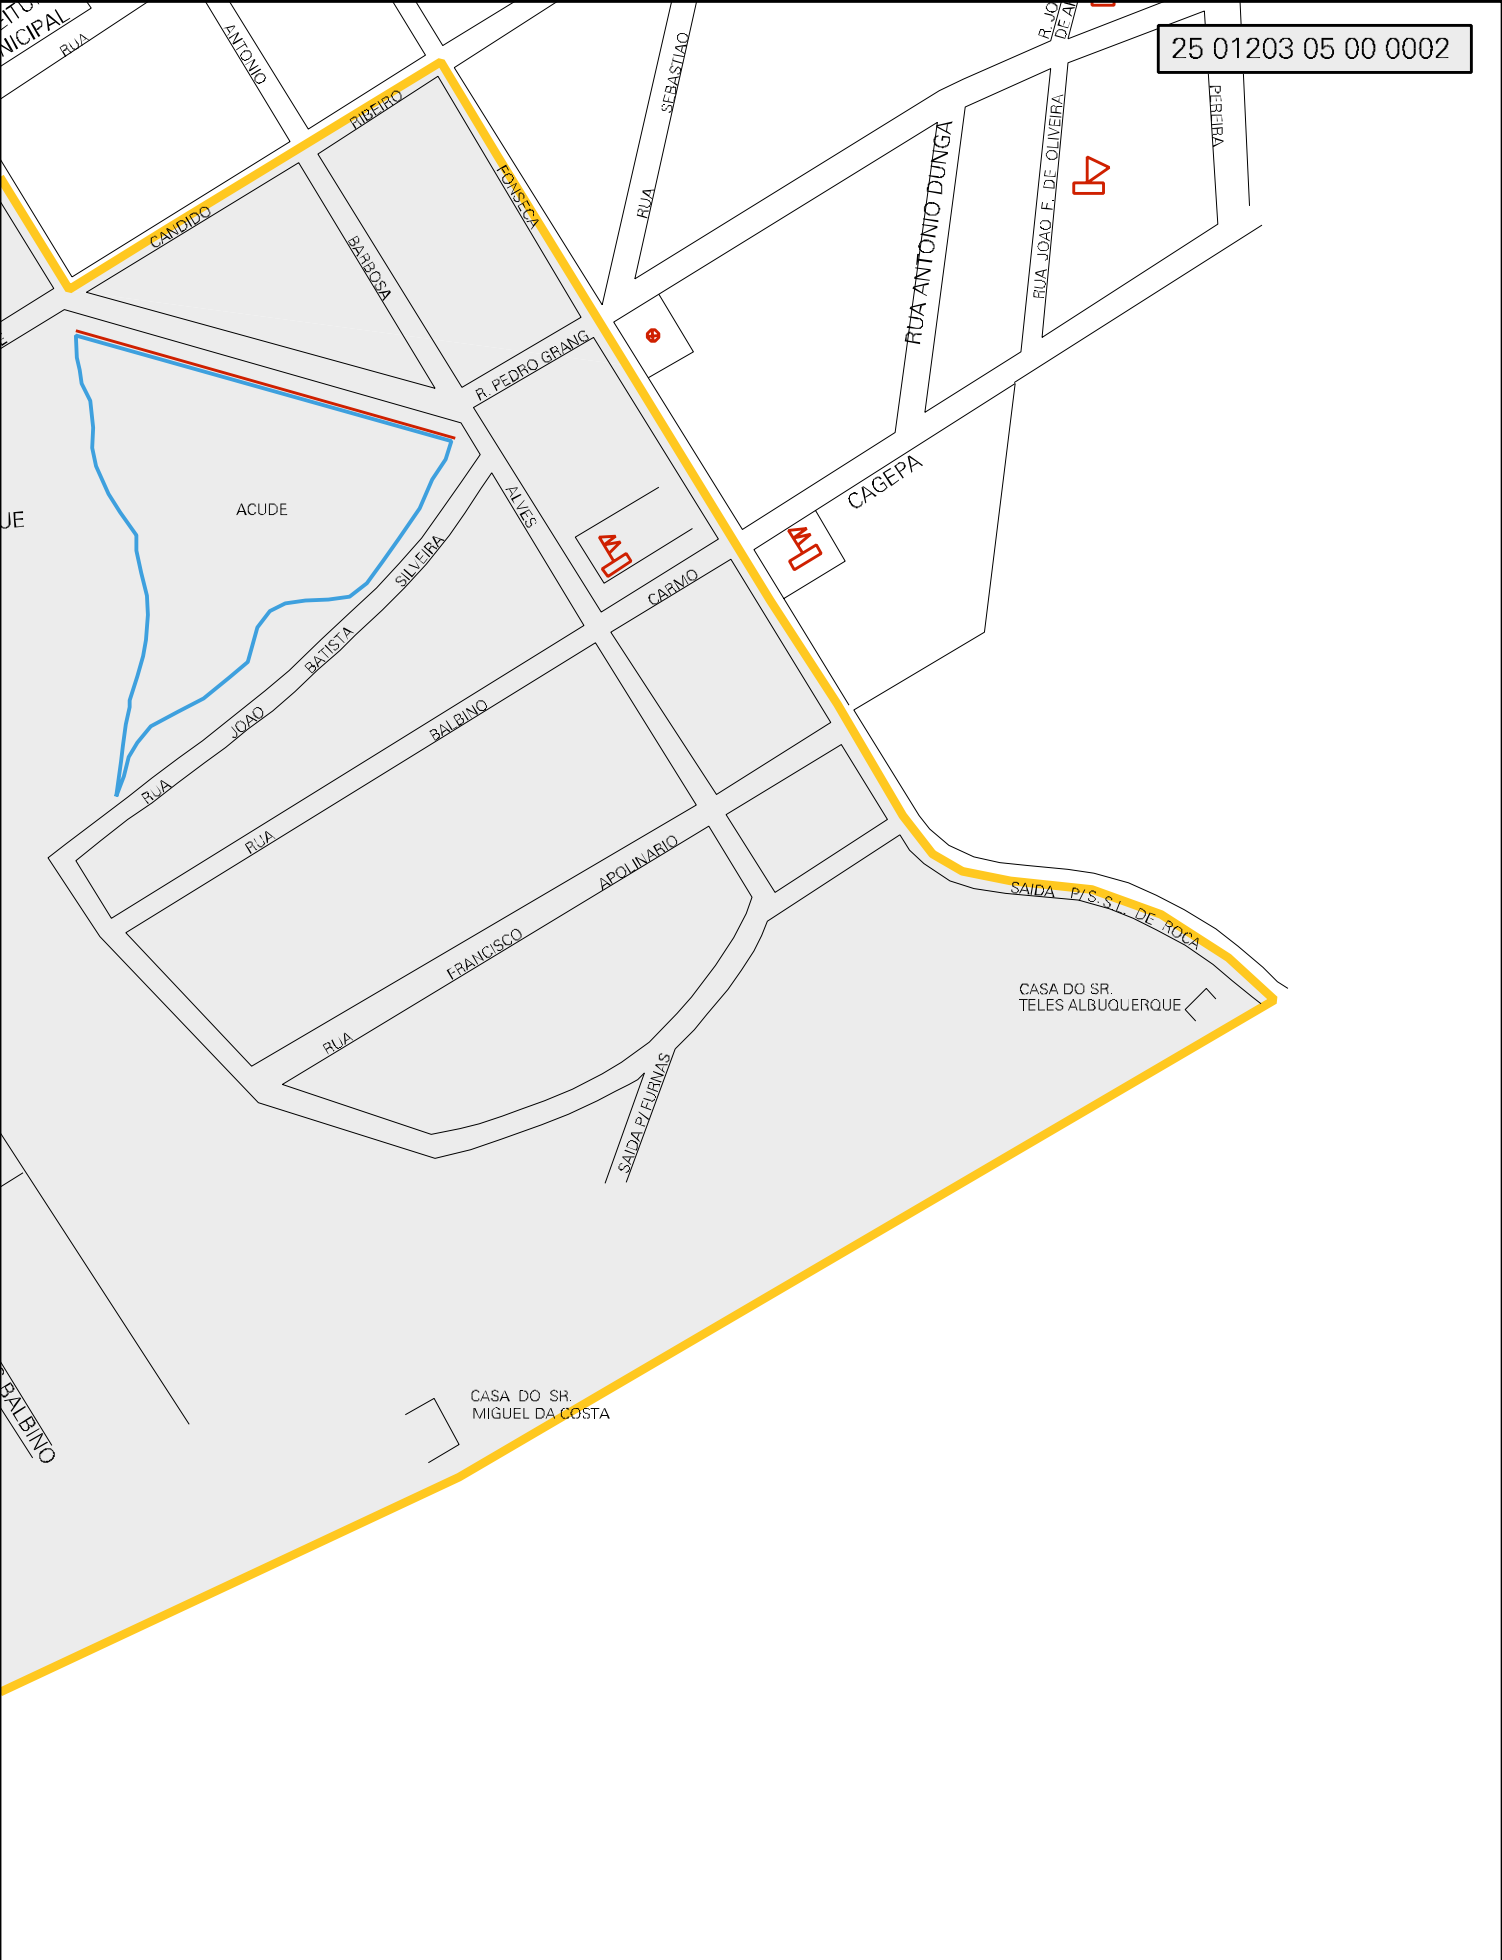 NICIPAL
RUA
ANTONIO
SEBASTIAO
25 01203 05 00 0002
RIBEIRO
PEREIRA
RUA JOAO F. DE OLIVEIRA
RUA ANTONIO DUNGA
FONSECA
RUA
CANDIDO
BARBOSA
R. PEDRO GRANG
CAGEPA
ACUDE
UE
ALVES
SILVEIRA
CARMO
BATISTA
JOAO
BALBINO
RUA
RUA
APOLINARIO
SAIDA P/S.S.L. DE ROCA
FRANCISCO
CASA DO SR.
TELES ALBUQUERQUE
RUA
SAIDA P/ FURNAS
CASA DO SR.
MIGUEL DA COSTA
BALBINO